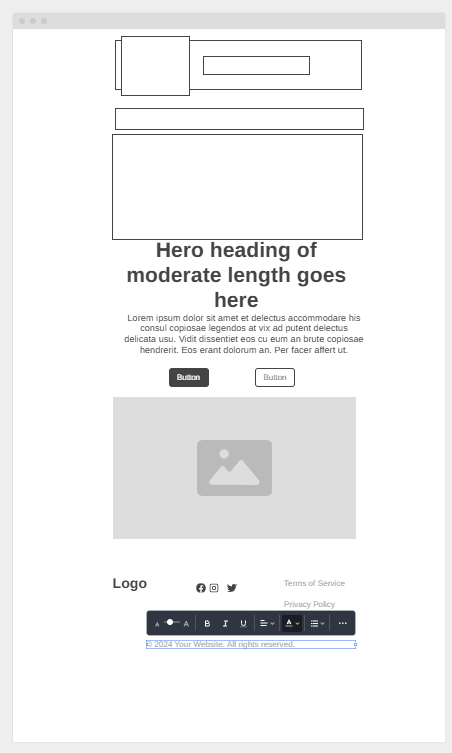 Hero heading of
moderate length goes
here
Lorem ipsum dolor sit amet et delectus accommodare his
consul copiosae legendos at vix ad putent delectus
delicata usu. Vidit dissentiet eos cu eum an brute copiosae
hendrerit. Eos erant dolorum an. Per facer affert ut.
Button Button
Logo
Terms of Service
Privacy Policy
A B I U A
© 2024 Your Website. All rights reserved.